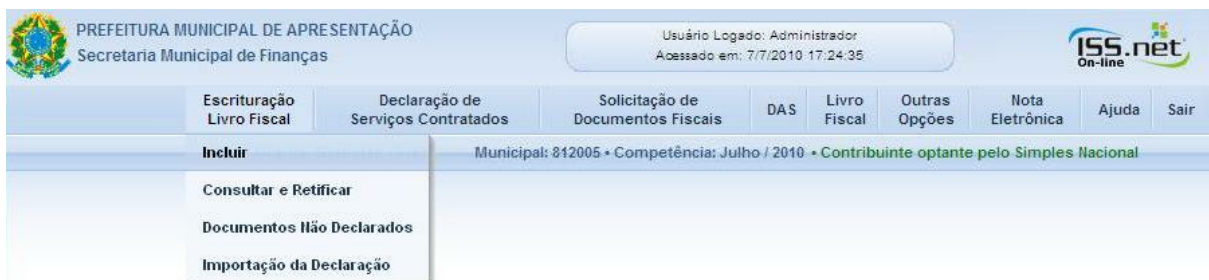 PREFEITURA MUNICIPAL DE APRESENTAÇÃO
Secretaria Municipal de Finanças
Usuário Logado: Administrador
Acessado em: 7/7/2010 17:24:35
ISS.net
On-line
Escrituração Livro Fiscal
Declaração de Serviços Contratados
Solicitação de Documentos Fiscais
DAS
Livro Fiscal
Outras Opções
Nota Eletrônica
Ajuda
Sair
Incluir
Municipal: 812005 • Competência: Julho / 2010 • Contribuinte optante pelo Simples Nacional
Consultar e Retificar
Documentos Não Declarados
Importação da Declaração